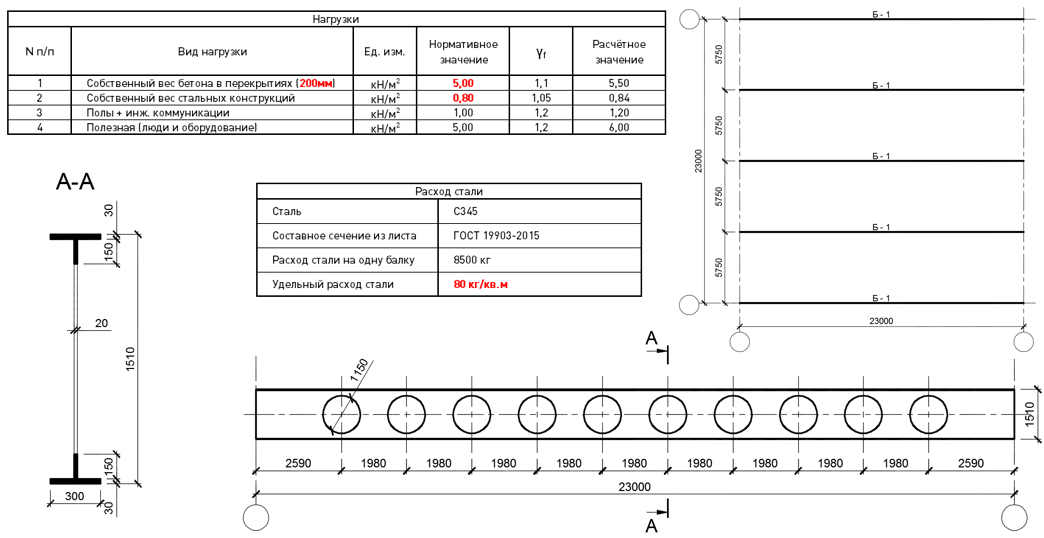 Нагрузки
N п/п Вид нагрузки Ед. изм. Нормативное значение γf Расчётное значение
1 Собственный вес бетона в перекрытиях (200мм) кН/м² 5,00 1,1 5,50
2 Собственный вес стальных конструкций кН/м² 0,80 1,05 0,84
3 Полы + инж. коммуникации кН/м² 1,00 1,2 1,20
4 Полезная (люди и оборудование) кН/м² 5,00 1,2 6,00
Б - 1
5750
Б - 1
5750
23000
Б - 1
5750
Б - 1
5750
Б - 1
23000
А-А
30
150
20
1510
150
300
30
Расход стали
Сталь С345
Составное сечение из листа ГОСТ 19903-2015
Расход стали на одну балку 8500 кг
Удельный расход стали 80 кг/кв.м
А
1150
1510
2590 1980 1980 1980 1980 1980 1980 1980 1980 1980 2590
23000
А